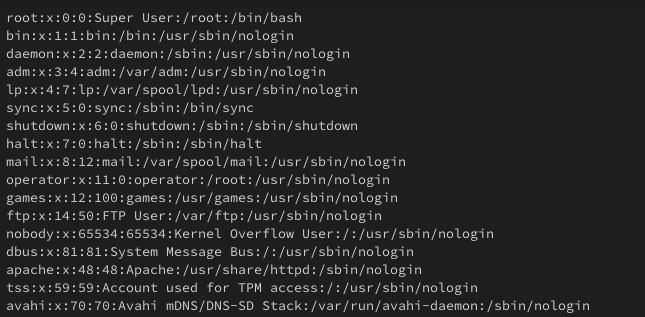 root:x:0:0:Super User:/root:/bin/bash
bin:x:1:1:bin:/bin:/usr/sbin/nologin
daemon:x:2:2:daemon:/sbin:/usr/sbin/nologin
adm:x:3:4:adm:/var/adm:/usr/sbin/nologin
lp:x:4:7:lp:/var/spool/lpd:/usr/sbin/nologin
sync:x:5:0:sync:/sbin:/bin/sync
shutdown:x:6:0:shutdown:/sbin:/sbin/shutdown
halt:x:7:0:halt:/sbin:/sbin/halt
mail:x:8:12:mail:/var/spool/mail:/usr/sbin/nologin
operator:x:11:0:operator:/root:/usr/sbin/nologin
games:x:12:100:games:/usr/games:/usr/sbin/nologin
ftp:x:14:50:FTP User:/var/ftp:/usr/sbin/nologin
nobody:x:65534:65534:Kernel Overflow User:/:/usr/sbin/nologin
dbus:x:81:81:System Message Bus:/:/usr/sbin/nologin
apache:x:48:48:Apache:/usr/share/httpd:/sbin/nologin
tss:x:59:59:Account used for TPM access:/:/usr/sbin/nologin
avahi:x:70:70:Avahi mDNS/DNS-SD Stack:/var/run/avahi-daemon:/sbin/nologin